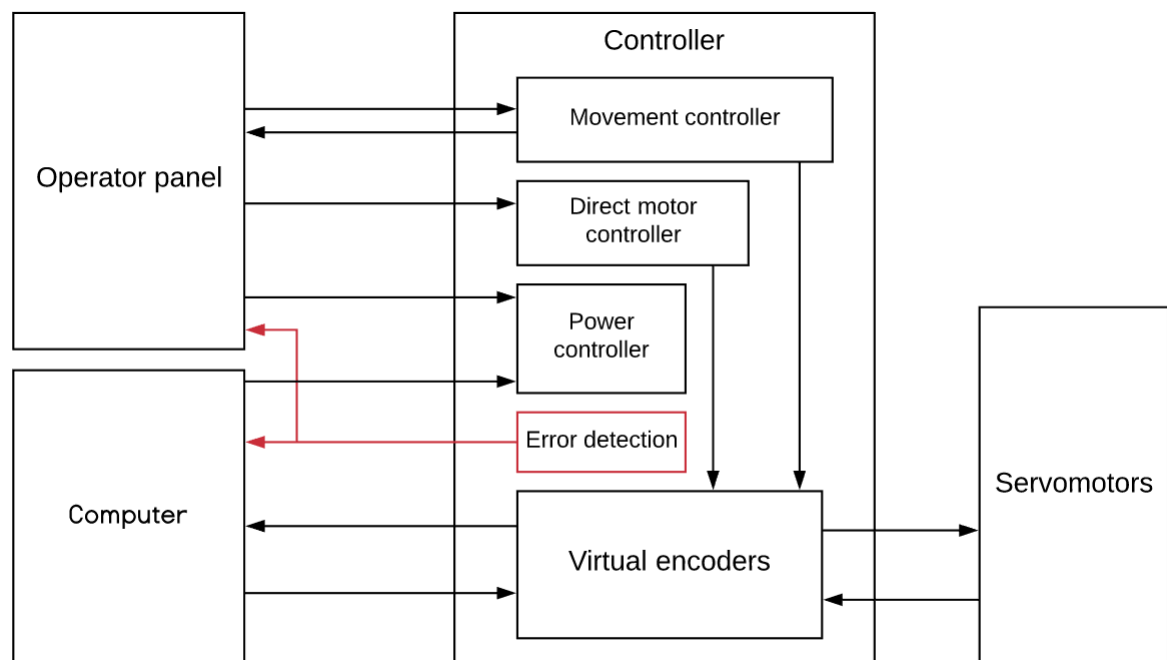 Controller
Movement controller
Operator panel
Direct motor
controller
Power
controller
Error detection
Servomotors
Computer
Virtual encoders